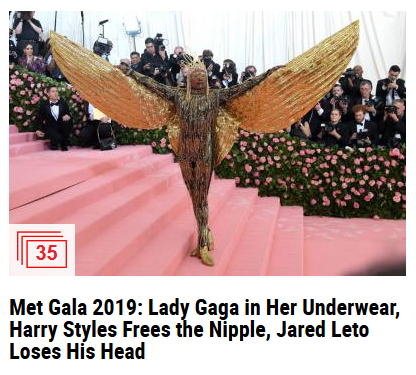 35
Met Gala 2019: Lady Gaga in Her Underwear,
Harry Styles Frees the Nipple, Jared Leto
Loses His Head